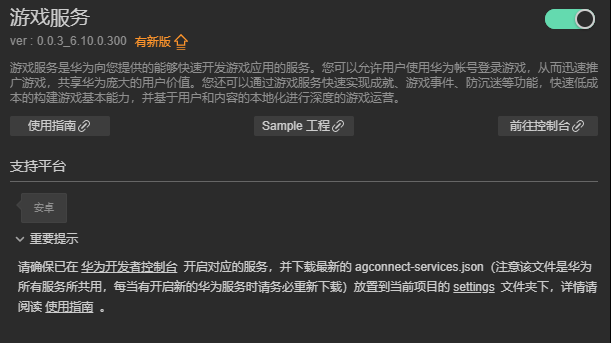 游戏服务
ver : 0.0.3_6.10.0.300 有新版
游戏服务是华为向您提供的能够快速开发游戏应用的服务。您可以允许用户使用华为帐号登录游戏，从而迅速推
广游戏，共享华为庞大的用户价值。您还可以通过游戏服务快速实现成就、游戏事件、防沉迷等功能，快速低成
本的构建游戏基本能力，并基于用户和内容的本地化进行深度的游戏运营。
使用指南 Sample 工程 前往控制台
支持平台
安卓
重要提示
请确保已在 华为开发者控制台 开启对应的服务，并下载最新的 agconnect-services.json（注意该文件是华为
所有服务所共用，每当有开启新的华为服务时请务必重新下载）放置到当前项目的 settings 文件夹下，详情请
阅读 使用指南 。